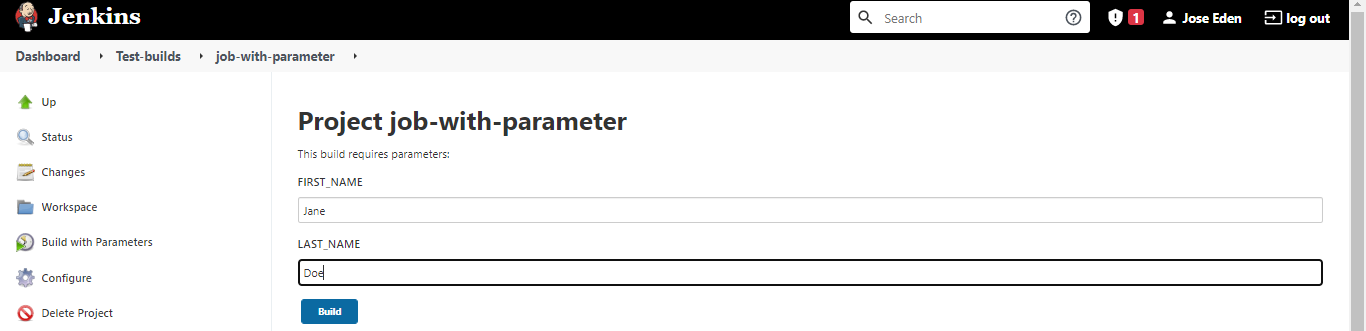 Jenkins
Search
1
Jose Eden
log out
Dashboard
Test-builds
job-with-parameter
Up
Status
Changes
Workspace
Build with Parameters
Configure
Delete Project
Project job-with-parameter
This build requires parameters:
FIRST_NAME
Jane
LAST_NAME
Doe
Build